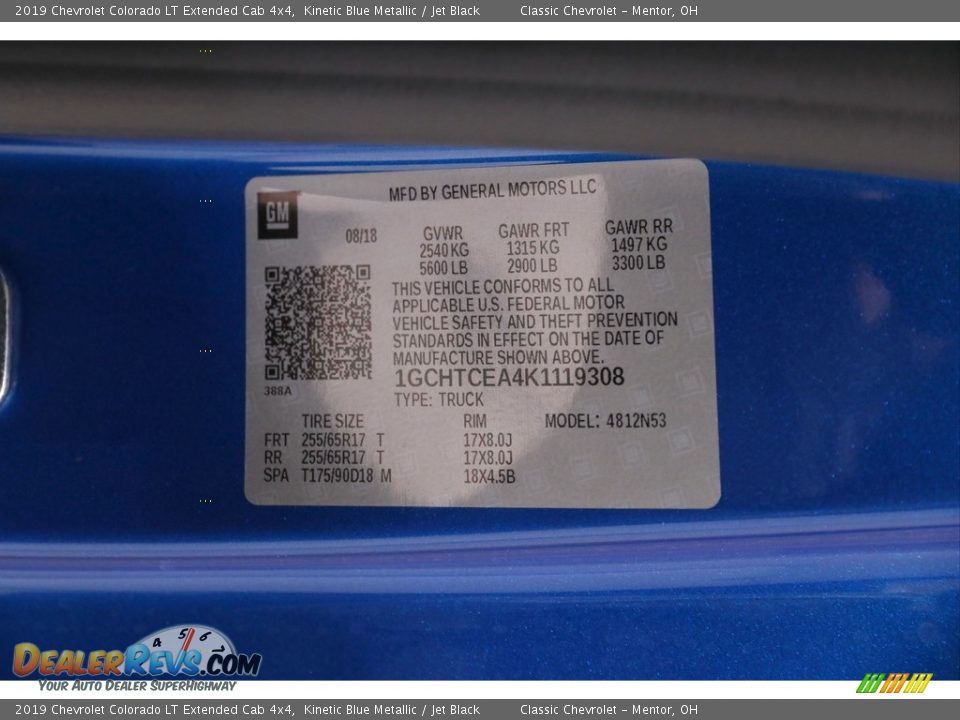 2019 Chevrolet Colorado LT Extended Cab 4x4, Kinetic Blue Metallic / Jet Black Classic Chevrolet – Mentor, OH
GM
MFD BY GENERAL MOTORS LLC
08/18 GVWR GAWR FRT GAWR RR
2540 KG 1315 KG 1497 KG
5600 LB 2900 LB 3300 LB
THIS VEHICLE CONFORMS TO ALL
APPLICABLE U.S. FEDERAL MOTOR
VEHICLE SAFETY AND THEFT PREVENTION
STANDARDS IN EFFECT ON THE DATE OF
MANUFACTURE SHOWN ABOVE.
1GCHTCEA4K1119308
388A
TYPE: TRUCK
TIRE SIZE RIM MODEL: 4812N53
FRT 255/65R17 T 17X8.0J
RR 255/65R17 T 17X8.0J
SPA T175/90D18 M 18X4.5B
4 5 6 7
DEALERREVS.COM
YOUR AUTO DEALER SUPERHIGHWAY
2019 Chevrolet Colorado LT Extended Cab 4x4, Kinetic Blue Metallic / Jet Black Classic Chevrolet – Mentor, OH